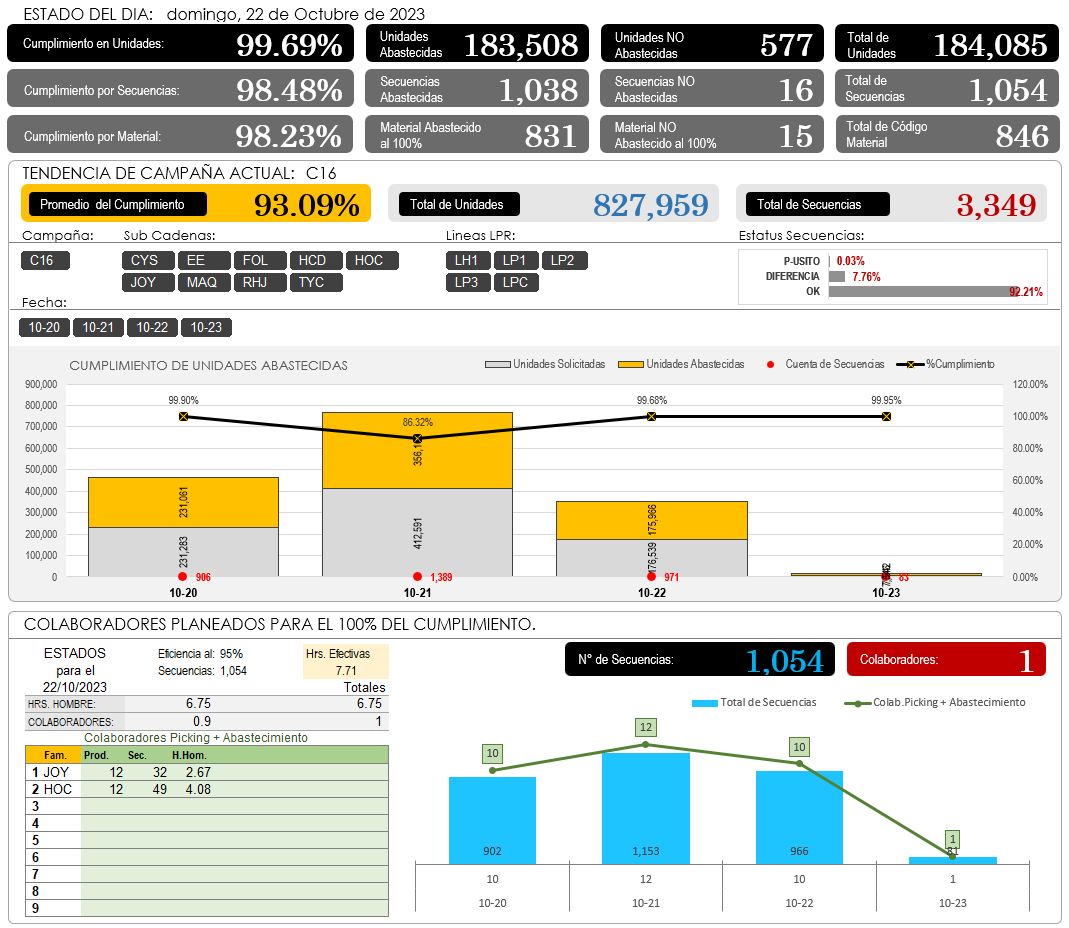 ESTADO DEL DIA: domingo, 22 de Octubre de 2023
Cumplimiento en Unidades: 99.69%
Unidades Abastecidas 183,508
Unidades NO Abastecidas 577
Total de Unidades 184,085
Cumplimiento por Secuencias: 98.48%
Secuencias Abastecidas 1,038
Secuencias NO Abastecidas 16
Total de Secuencias 1,054
Cumplimiento por Material: 98.23%
Material Abastecido al 100% 831
Material NO Abastecido al 100% 15
Total de Código Material 846
TENDENCIA DE CAMPAÑA ACTUAL: C16
Promedio del Cumplimiento 93.09%
Total de Unidades 827,959
Total de Secuencias 3,349
Campaña: Sub Cadenas: Lineas LPR: Estatus Secuencias:
C16 CYS EE FOL HCD HOC LH1 LP1 LP2
JOY MAQ RHJ TYC LP3 LPC
P-USITO 0.03%
DIFERENCIA 7.76%
OK 92.21%
Fecha:
10-20 10-21 10-22 10-23
CUMPLIMIENTO DE UNIDADES ABASTECIDAS
Unidades Solicitadas Unidades Abastecidas Cuenta de Secuencias %Cumplimiento
900,000 120.00%
800,000 100.00%
700,000 80.00%
600,000 60.00%
500,000 40.00%
400,000 20.00%
300,000 0.00%
200,000
100,000
0
99.90% 86.32% 99.68% 99.95%
231,061 175,966
231,283 412,591 176,539
906 1,389 971 83
10-20 10-21 10-22 10-23
COLABORADORES PLANEADOS PARA EL 100% DEL CUMPLIMIENTO.
ESTADOS para el 22/10/2023
Eficiencia al: 95%
Secuencias: 1,054
Hrs. Efectivas
7.71
Totales
HRS. HOMBRE: 6.75 6.75
COLABORADORES: 0.9 1
Colaboradores Picking + Abastecimiento
Fam. Prod. Sec. H.Hom.
1 JOY 12 32 2.67
2 HOC 12 49 4.08
3
4
5
6
7
8
9
N° de Secuencias: 1,054
Colaboradores: 1
Total de Secuencias Colab.Picking + Abastecimiento
10 12 10 1
902 1,153 966 81
10 12 10 1
10-20 10-21 10-22 10-23